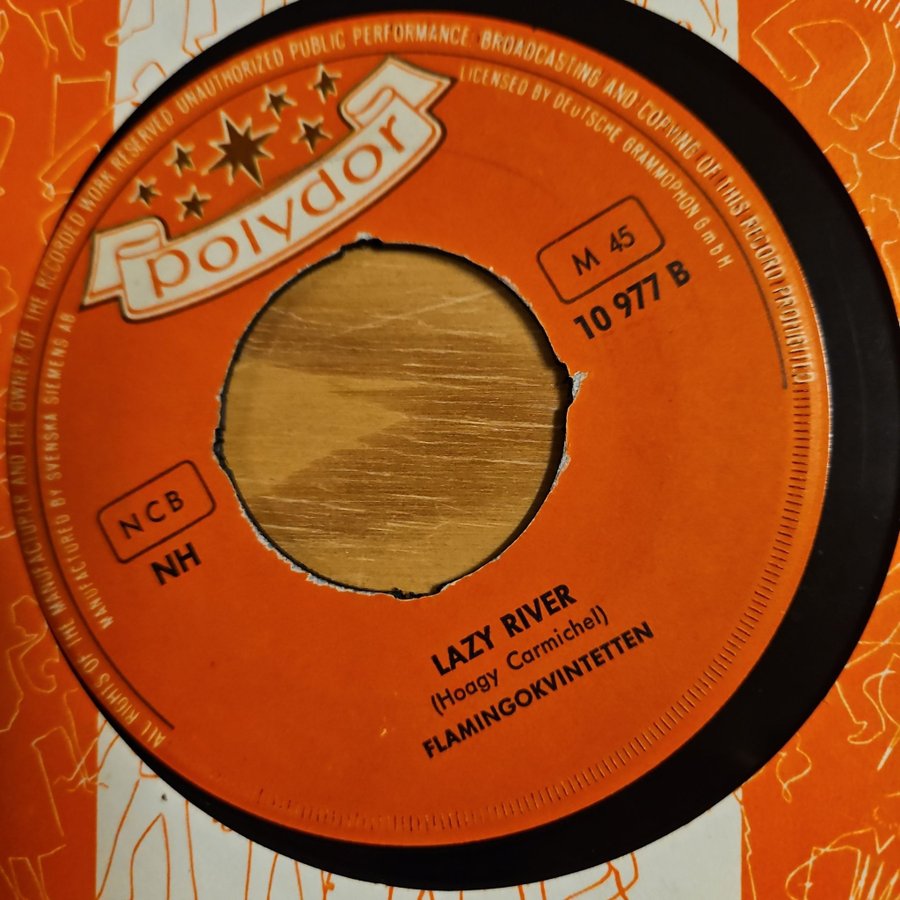 ALL RIGHTS OF THE MANUFACTURER AND THE OWNER OF THE RECORDED WORK RESERVED UNAUTHORIZED PUBLIC PERFORMANCE BROADCASTING AND COPYING OF THIS RECORD PROHIBITED
MANUFACTURED BY SVENSKA SIEMENS AB
LICENSED BY DEuTSCHE GRAMMOPHON GmbH
polydor
M 45
10 977 B
NCB
NH
LAZY RIVER
(Hoagy Carmichel)
FLAMINGOKVINTETTEN